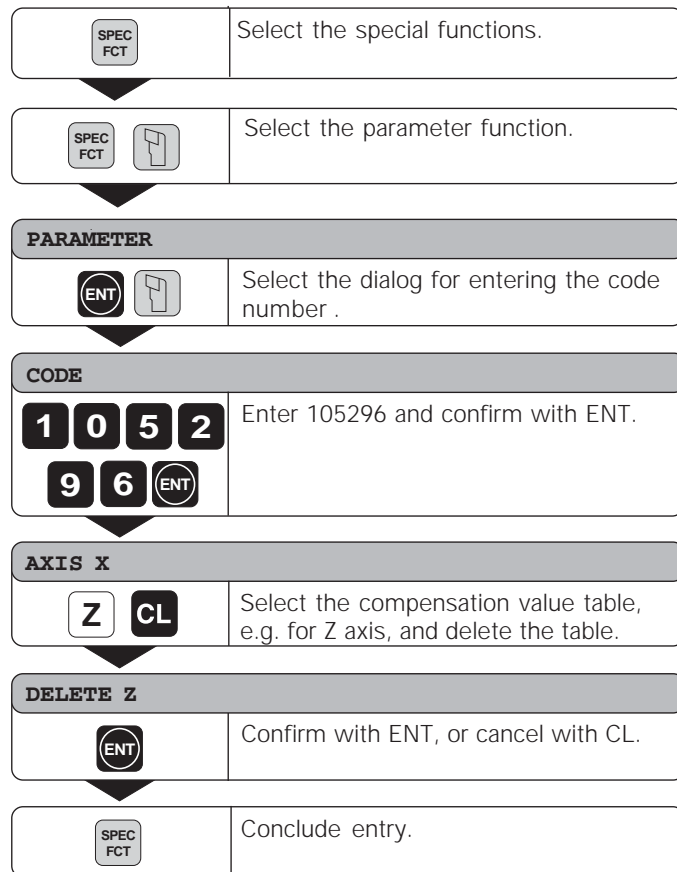 SPEC
FCT
Select the special functions.
SPEC
FCT
Select the parameter function.
PARAMETER
ENT
Select the dialog for entering the code
number .
CODE
1 0 5 2
9 6 ENT
Enter 105296 and confirm with ENT.
AXIS X
Z CL
Select the compensation value table,
e.g. for Z axis, and delete the table.
DELETE Z
ENT
Confirm with ENT, or cancel with CL.
SPEC
FCT
Conclude entry.